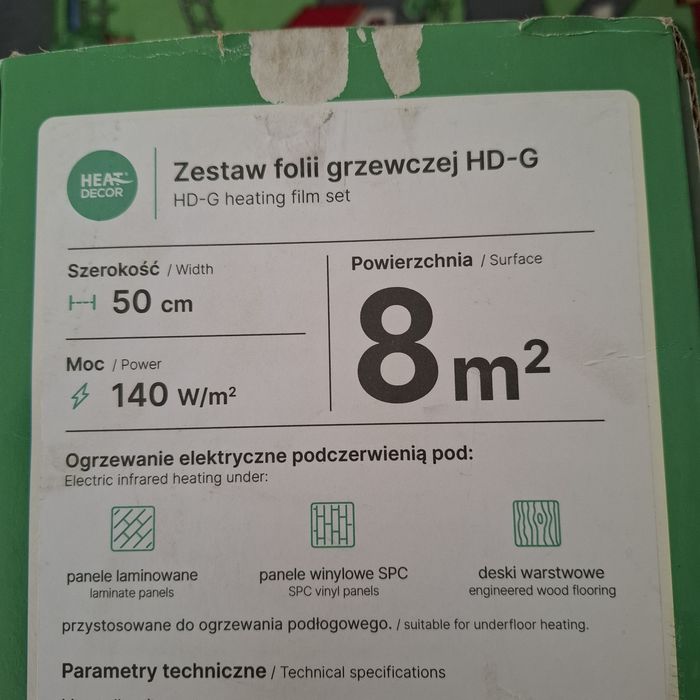 HEAT DECOR
Zestaw folii grzewczej HD-G
HD-G heating film set
Szerokość / Width
50 cm
Moc / Power
140 W/m²
Powierzchnia / Surface
8 m²
Ogrzewanie elektryczne podczerwienią pod:
Electric infrared heating under:
panele laminowane
laminate panels
panele winylowe SPC
SPC vinyl panels
deski warstwowe
engineered wood flooring
przystosowane do ogrzewania podłogowego. / suitable for underfloor heating.
Parametry techniczne / Technical specifications